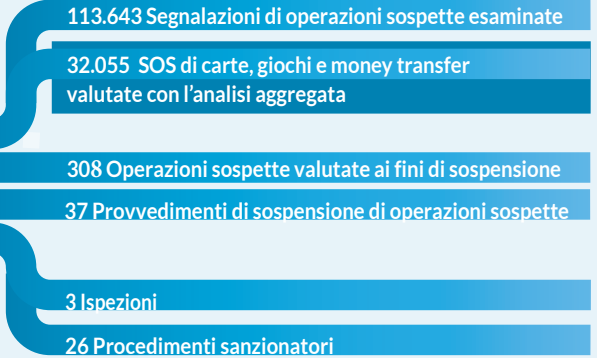 113.643 Segnalazioni di operazioni sospette esaminate
32.055 SOS di carte, giochi e money transfer
valutate con l'analisi aggregata
308 Operazioni sospette valutate ai fini di sospensione
37 Provvedimenti di sospensione di operazioni sospette
3 Ispezioni
26 Procedimenti sanzionatori